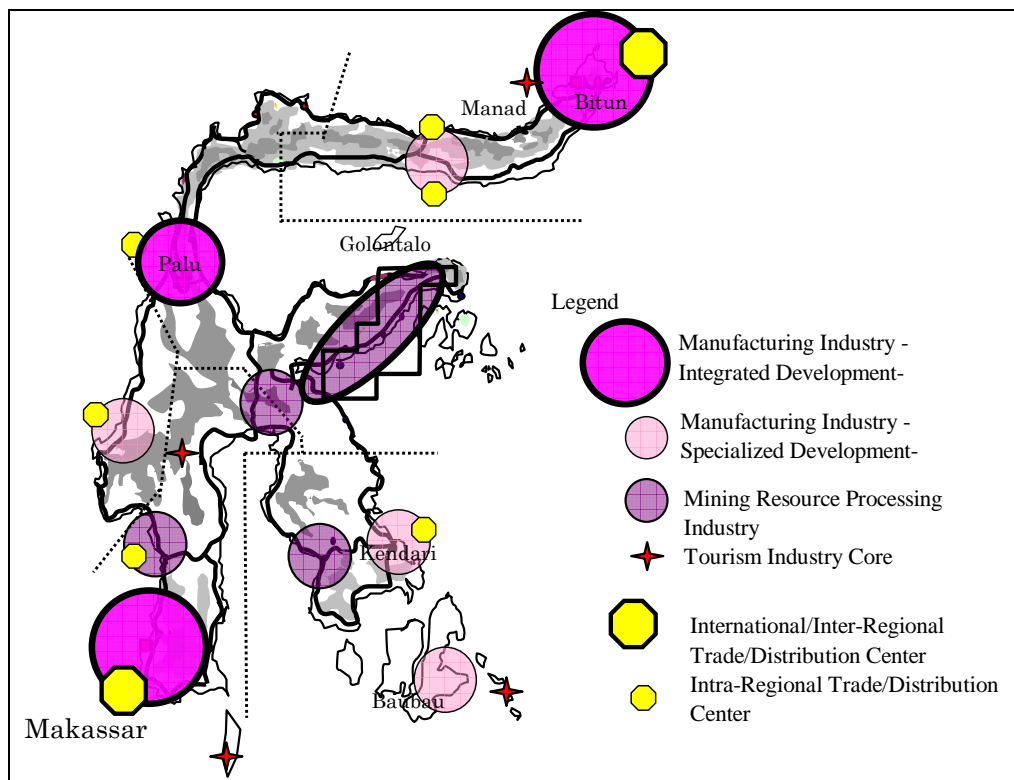 Manad
Bitun
Golontalo
Palu
Kendari
Baubau
Makassar
Legend
Manufacturing Industry -
Integrated Development-
Manufacturing Industry -
Specialized Development-
Mining Resource Processing
Industry
Tourism Industry Core
International/Inter-Regional
Trade/Distribution Center
Intra-Regional Trade/Distribution
Center